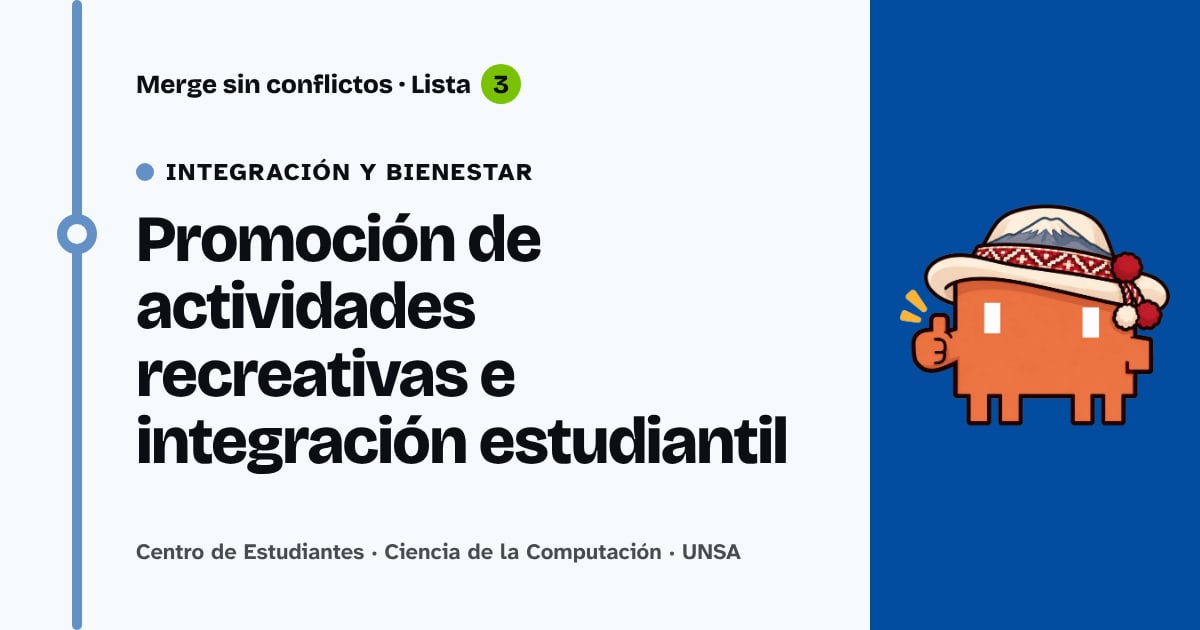 Merge sin conflictos · Lista 3
INTEGRACIÓN Y BIENESTAR
Promoción de
actividades
recreativas e
integración estudiantil
Centro de Estudiantes · Ciencia de la Computación · UNSA